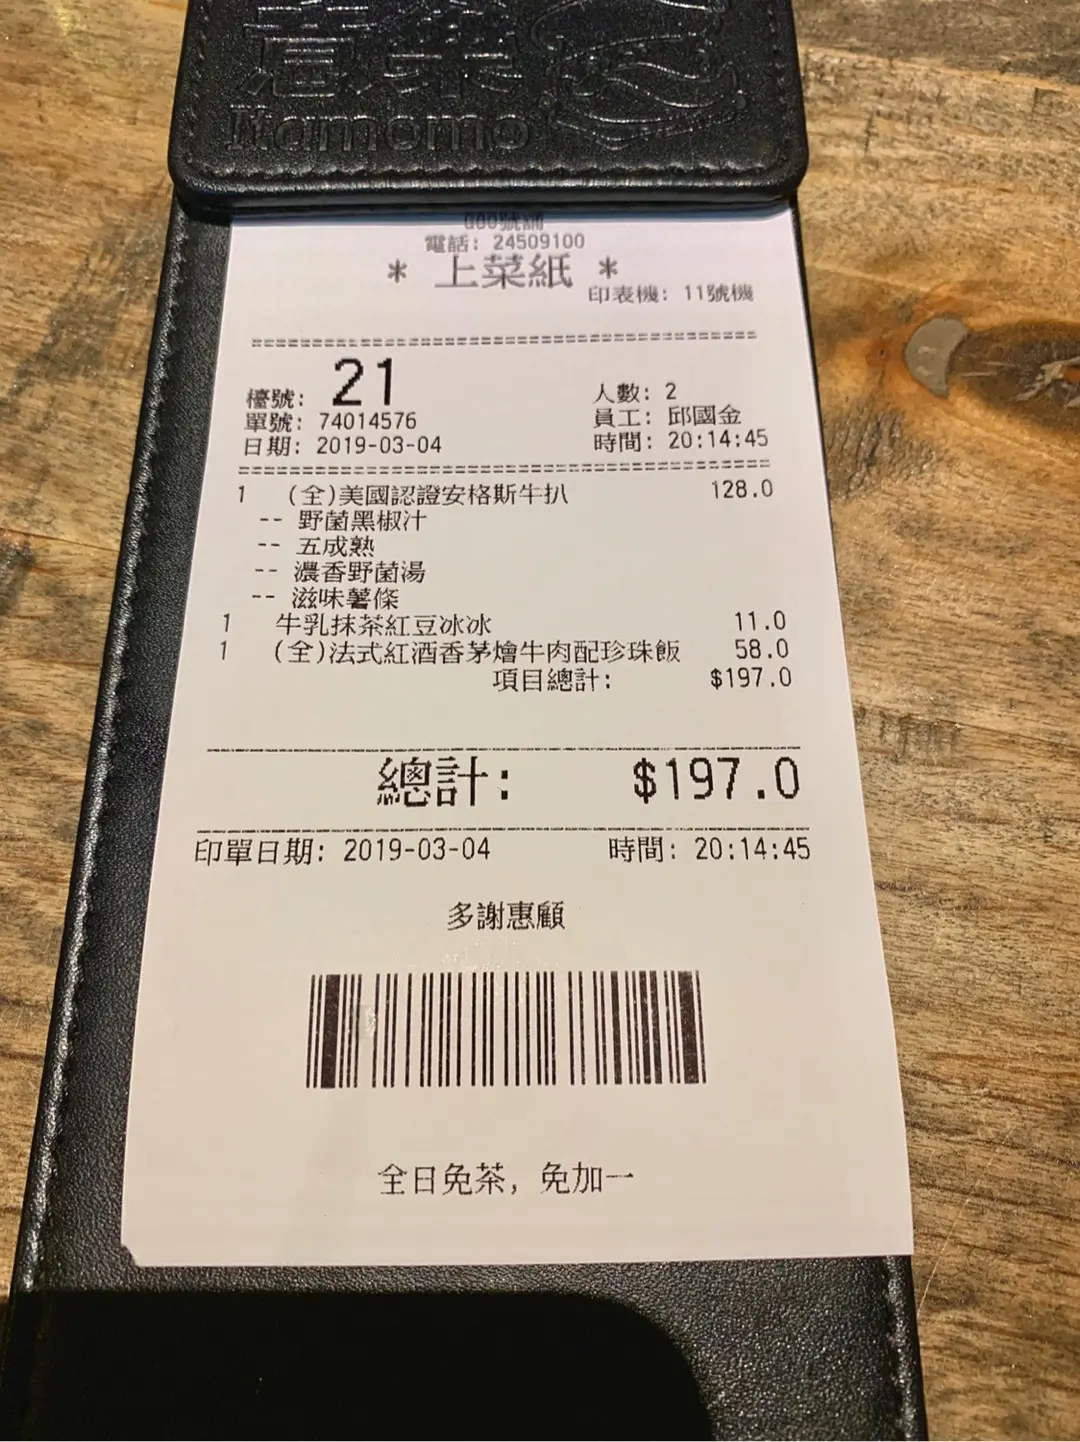 意樂
Itamomo
號舖
電話: 24509100
* 上菜紙 *
印表機: 11號機
檯號: 21
人數: 2
單號: 74014576
員工: 邱國金
日期: 2019-03-04
時間: 20:14:45
1 (全)美國認證安格斯牛扒 128.0
-- 野菌黑椒汁
-- 五成熟
-- 濃香野菌湯
-- 滋味薯條
1 牛乳抹茶紅豆冰冰 11.0
1 (全)法式紅酒香茅燴牛肉配珍珠飯 58.0
項目總計: $197.0
總計: $197.0
印單日期: 2019-03-04 時間: 20:14:45
多謝惠顧
全日免茶, 免加一